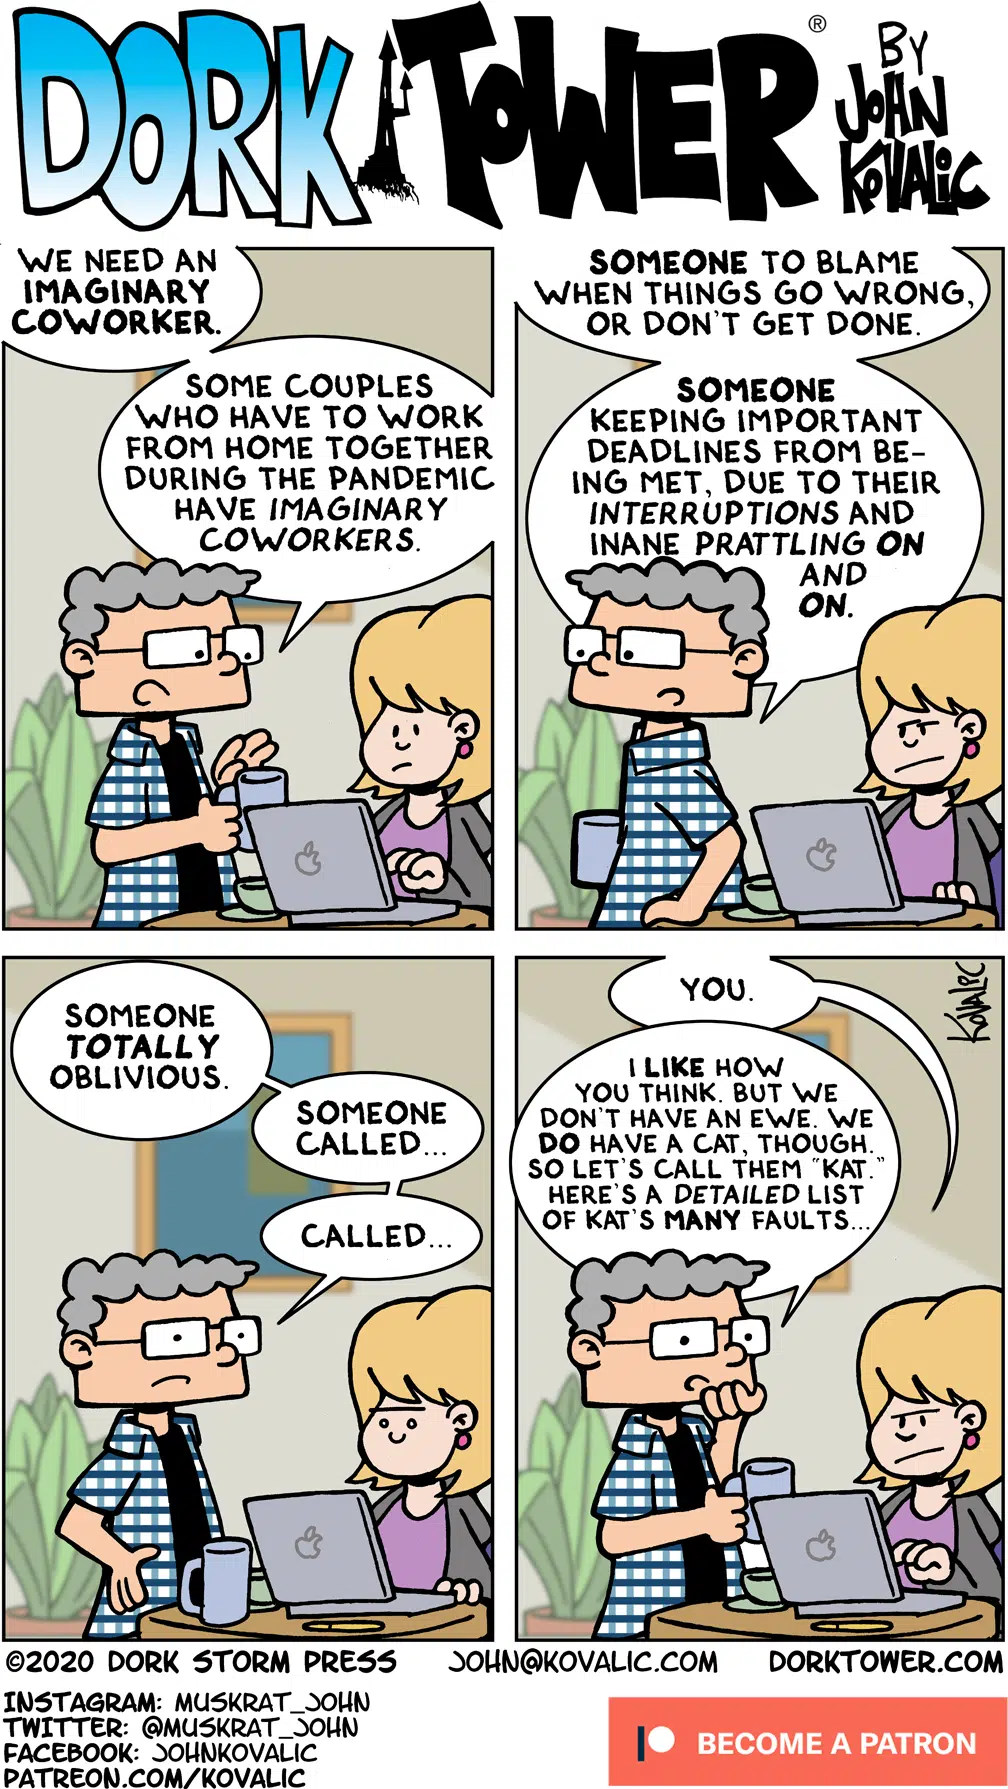 DORK TOWER®
BY
JOHN
KOVALIC
WE NEED AN
IMAGINARY
COWORKER.
SOME COUPLES
WHO HAVE TO WORK
FROM HOME TOGETHER
DURING THE PANDEMIC
HAVE IMAGINARY
COWORKERS.
SOMEONE TO BLAME
WHEN THINGS GO WRONG,
OR DON'T GET DONE.
SOMEONE
KEEPING IMPORTANT
DEADLINES FROM BE-
ING MET, DUE TO THEIR
INTERRUPTIONS AND
INANE PRATTLING ON
AND
ON.
SOMEONE
TOTALLY
OBLIVIOUS.
SOMEONE
CALLED...
CALLED...
YOU.
KOVALIC
I LIKE HOW
YOU THINK. BUT WE
DON'T HAVE AN EWE. WE
DO HAVE A CAT, THOUGH.
SO LET'S CALL THEM "KAT."
HERE'S A DETAILED LIST
OF KAT'S MANY FAULTS...
©2020 DORK STORM PRESS JOHN@KOVALIC.COM DORKTOWER.COM
INSTAGRAM: MUSKRAT_JOHN
TWITTER: @MUSKRAT_JOHN
FACEBOOK: JOHNKOVALIC
PATREON.COM/KOVALIC
BECOME A PATRON